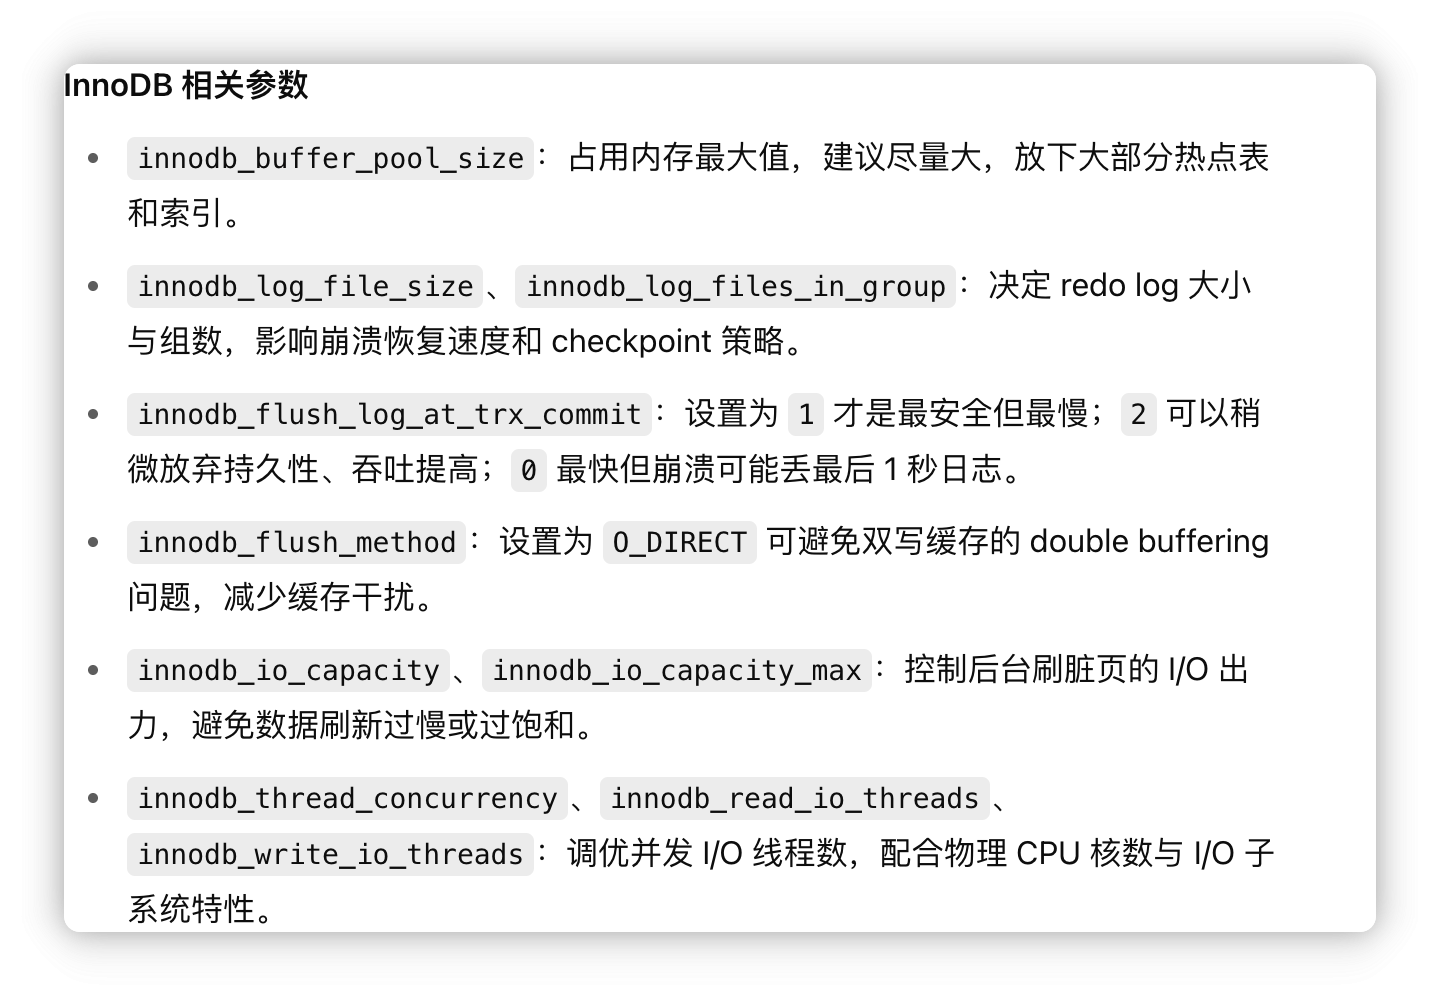 InnoDB 相关参数
innodb_buffer_pool_size：占用内存最大值，建议尽量大，放下大部分热点表
和索引。
innodb_log_file_size、innodb_log_files_in_group：决定 redo log 大小
与组数，影响崩溃恢复速度和 checkpoint 策略。
innodb_flush_log_at_trx_commit：设置为 1 才是最安全但最慢；2 可以稍
微放弃持久性、吞吐提高；0 最快但崩溃可能丢最后 1 秒日志。
innodb_flush_method：设置为 O_DIRECT 可避免双写缓存的 double buffering
问题，减少缓存干扰。
innodb_io_capacity、innodb_io_capacity_max：控制后台刷脏页的 I/O 出
力，避免数据刷新过慢或过饱和。
innodb_thread_concurrency、innodb_read_io_threads、
innodb_write_io_threads：调优并发 I/O 线程数，配合物理 CPU 核数与 I/O 子
系统特性。